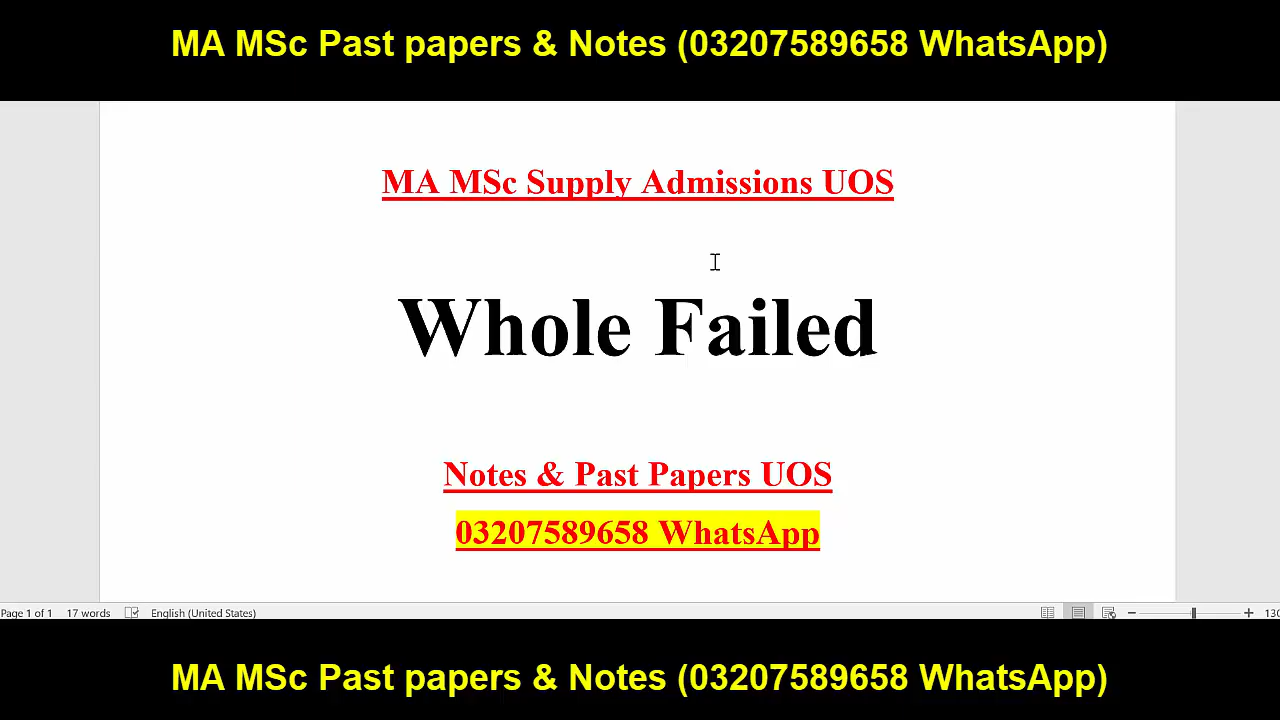 MA MSc Past papers & Notes (03207589658 WhatsApp)
MA MSc Supply Admissions UOS
Whole Failed
Notes & Past Papers UOS
03207589658 WhatsApp
Page 1 of 1 17 words English (United States) 130
MA MSc Past papers & Notes (03207589658 WhatsApp)